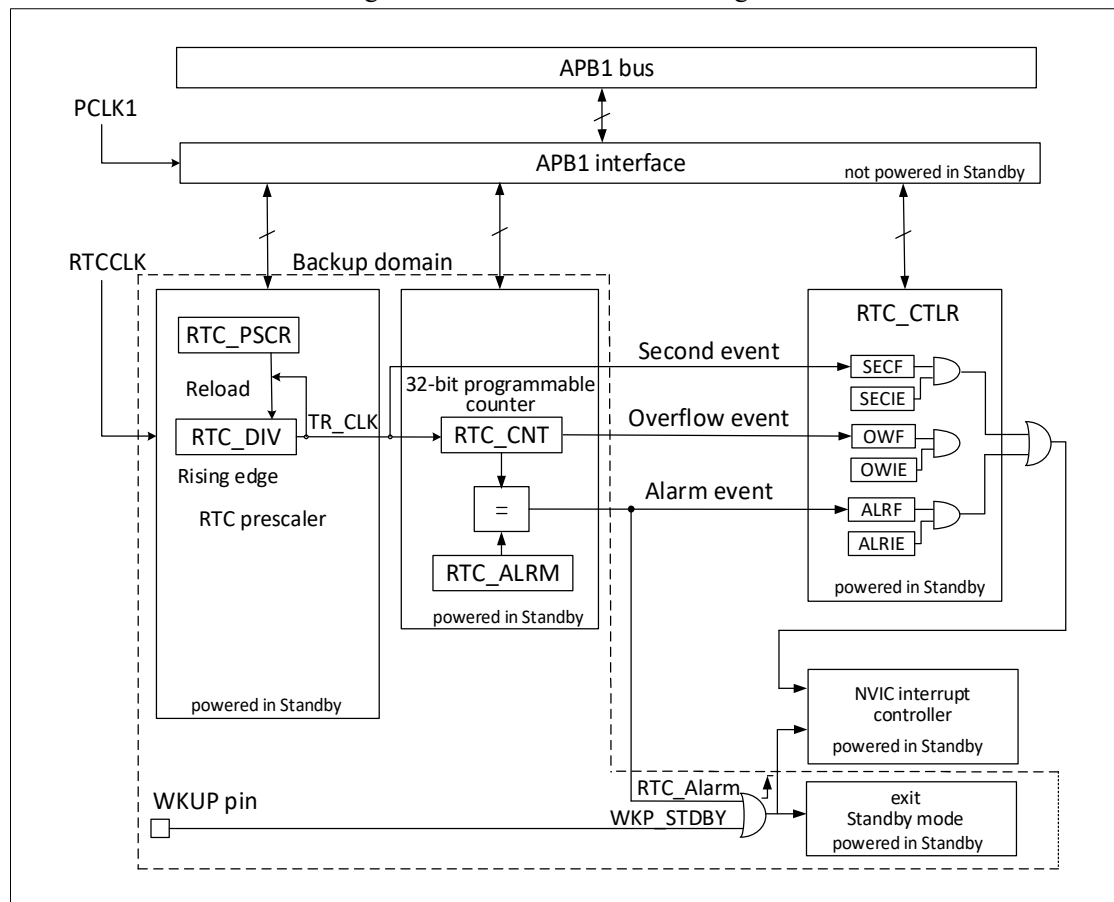 APB1 bus
PCLK1
APB1 interface
not powered in Standby
RTCCLK
Backup domain
RTC_PSCR
Reload
RTC_DIV
TR_CLK
Rising edge
RTC prescaler
powered in Standby
32-bit programmable
counter
RTC_CNT
=
RTC_ALRM
powered in Standby
Second event
Overflow event
Alarm event
RTC_CTLR
SECF
SECIE
OWF
OWIE
ALRF
ALRIE
powered in Standby
NVIC interrupt
controller
powered in Standby
RTC_Alarm
WKUP pin
WKP_STDBY
exit
Standby mode
powered in Standby